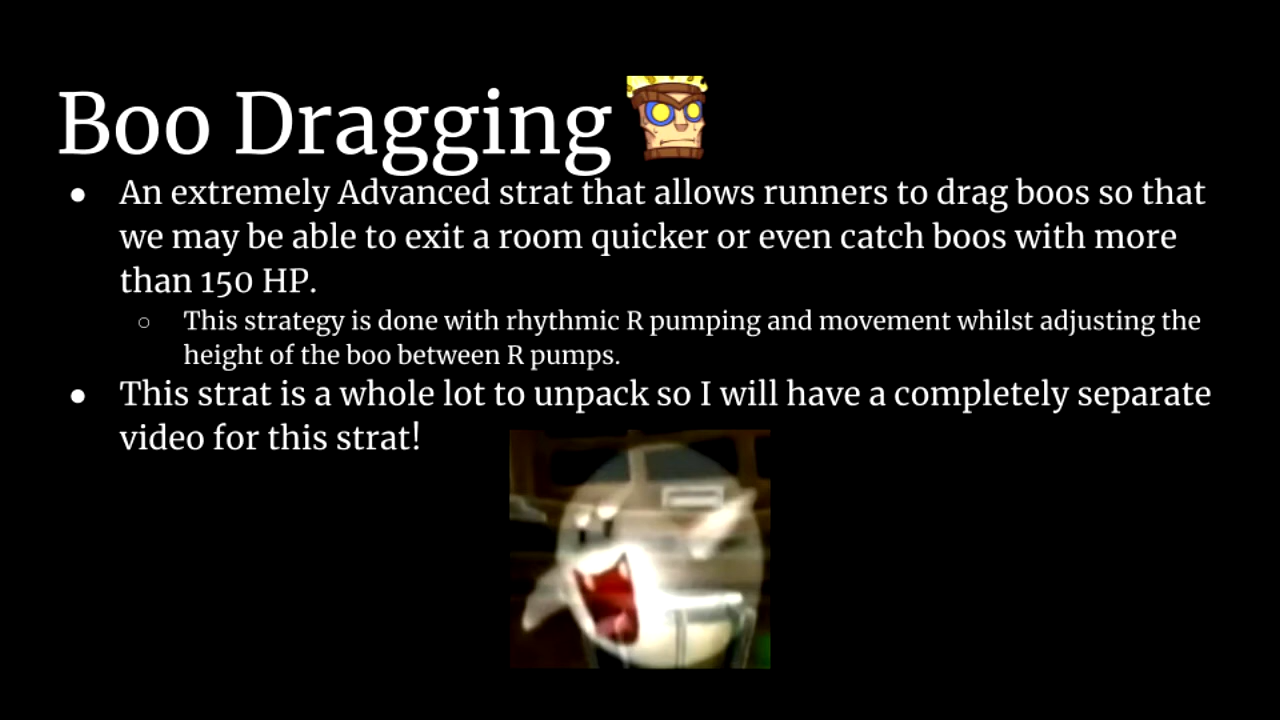 Boo Dragging
● An extremely Advanced strat that allows runners to drag boos so that
we may be able to exit a room quicker or even catch boos with more
than 150 HP.
○ This strategy is done with rhythmic R pumping and movement whilst adjusting the
height of the boo between R pumps.
● This strat is a whole lot to unpack so I will have a completely separate
video for this strat!